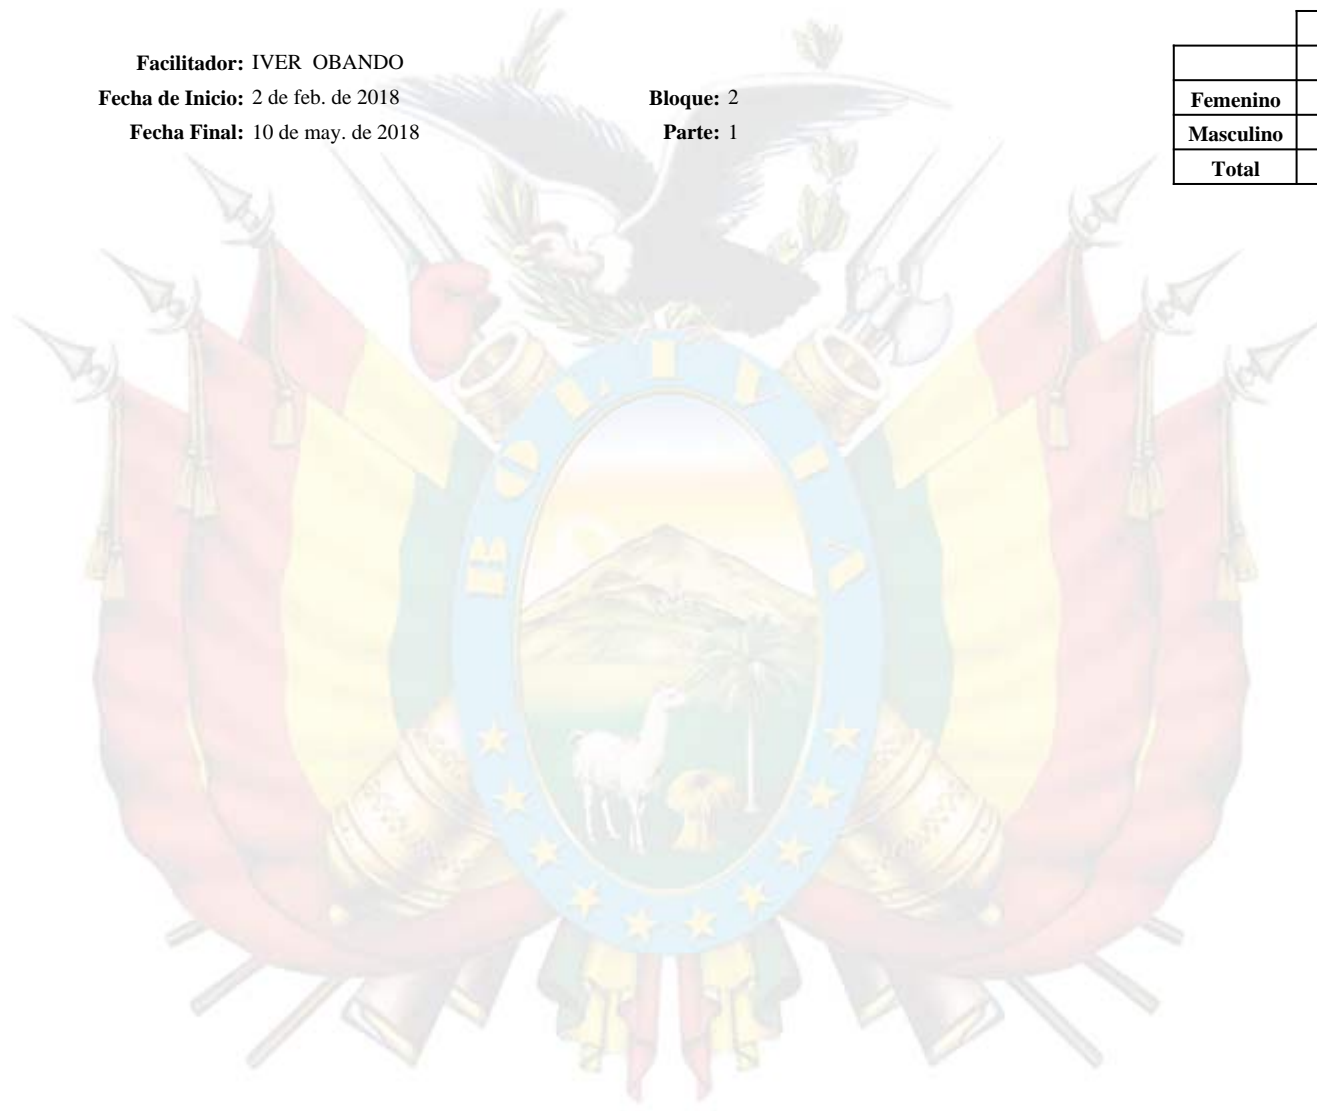 Facilitador: IVER OBANDO
Fecha de Inicio: 2 de feb. de 2018 Bloque: 2
Fecha Final: 10 de may. de 2018 Parte: 1
Femenino
Masculino
Total
BOLIVIA